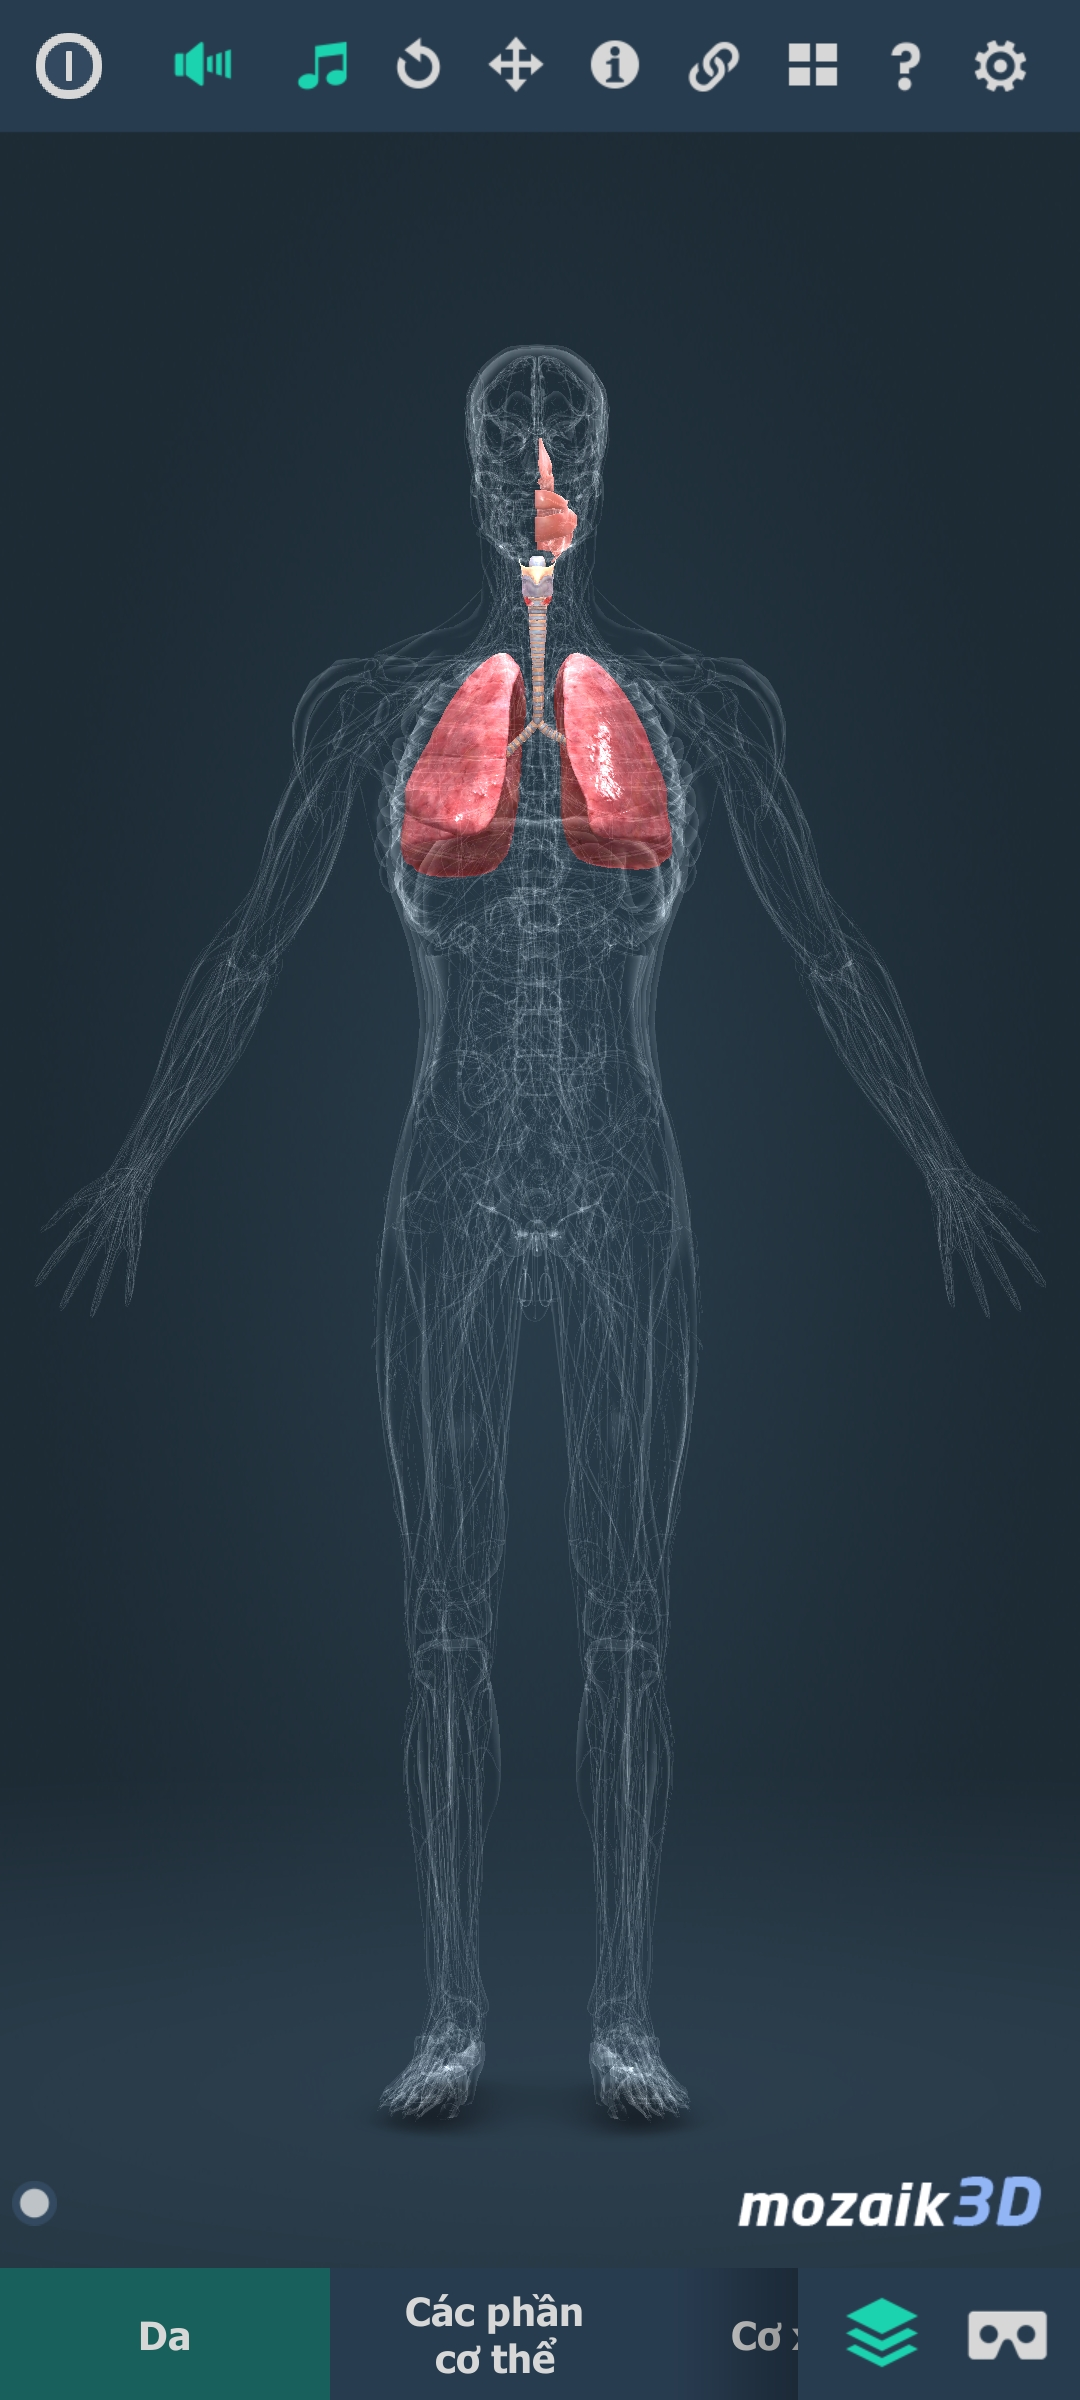 mozaik3D
Da
Các phần
cơ thể
Cơ